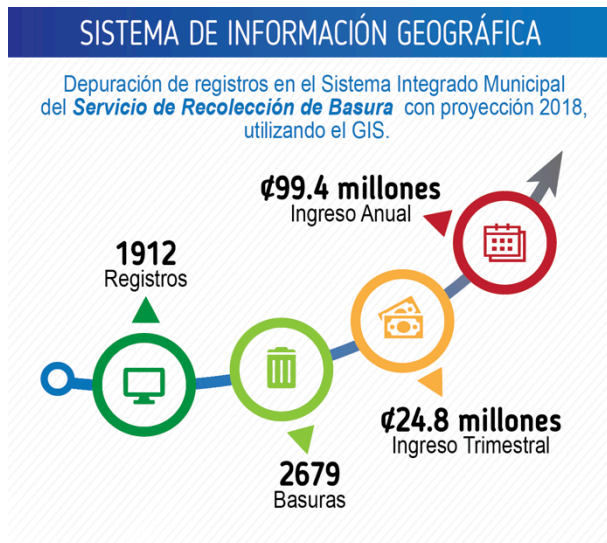 SISTEMA DE INFORMACIÓN GEOGRÁFICA
Depuración de registros en el Sistema Integrado Municipal
del Servicio de Recolección de Basura con proyección 2018,
utilizando el GIS.
₡99.4 millones
Ingreso Anual
1912
Registros
₡24.8 millones
Ingreso Trimestral
2679
Basuras